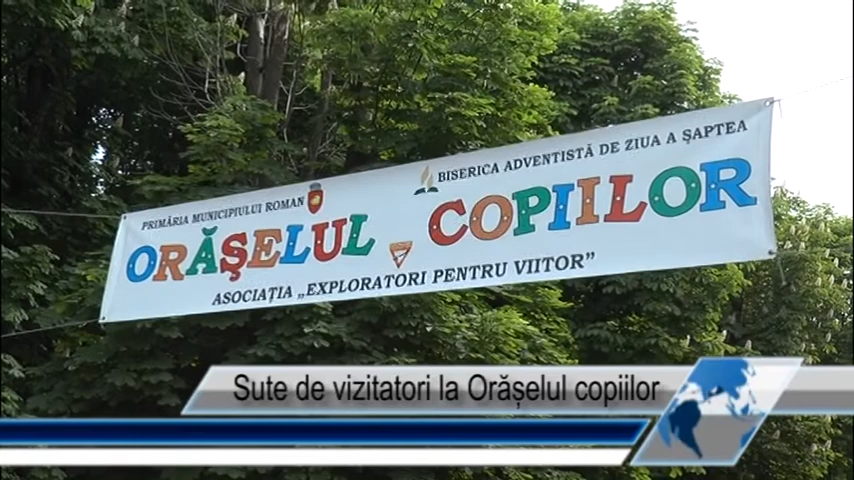 PRIMĂRIA MUNICIPIULUI ROMAN
BISERICA ADVENTISTĂ DE ZIUA A ȘAPTEA
ORĂȘELUL COPIILOR
ASOCIAȚIA „EXPLORATORI PENTRU VIITOR”
Sute de vizitatori la Orășelul copiilor